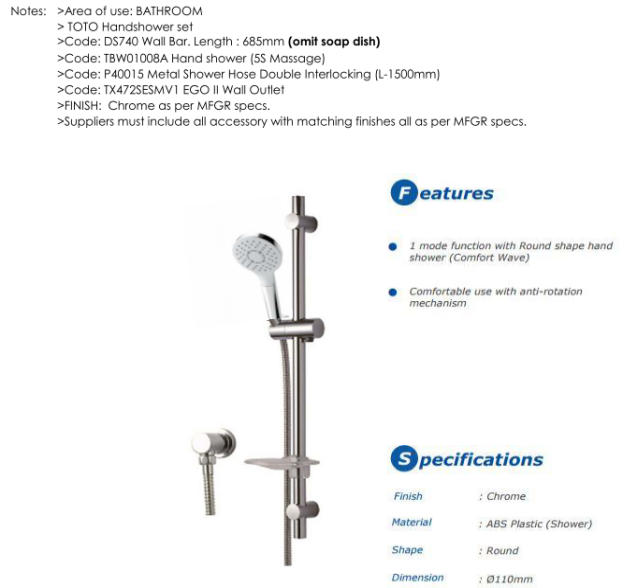 Notes: >Area of use: BATHROOM
> TOTO Handshower set
>Code: DS740 Wall Bar. Length : 685mm (omit soap dish)
>Code: TBW01008A Hand shower (5S Massage)
>Code: P40015 Metal Shower Hose Double Interlocking (L-1500mm)
>Code: TX472SESMV1 EGO II Wall Outlet
>FINISH: Chrome as per MFGR specs.
>Suppliers must include all accessory with matching finishes all as per MFGR specs.
Features
1 mode function with Round shape hand
shower (Comfort Wave)
Comfortable use with anti-rotation
mechanism
Specifications
Finish : Chrome
Material : ABS Plastic (Shower)
Shape : Round
Dimension : Ø110mm